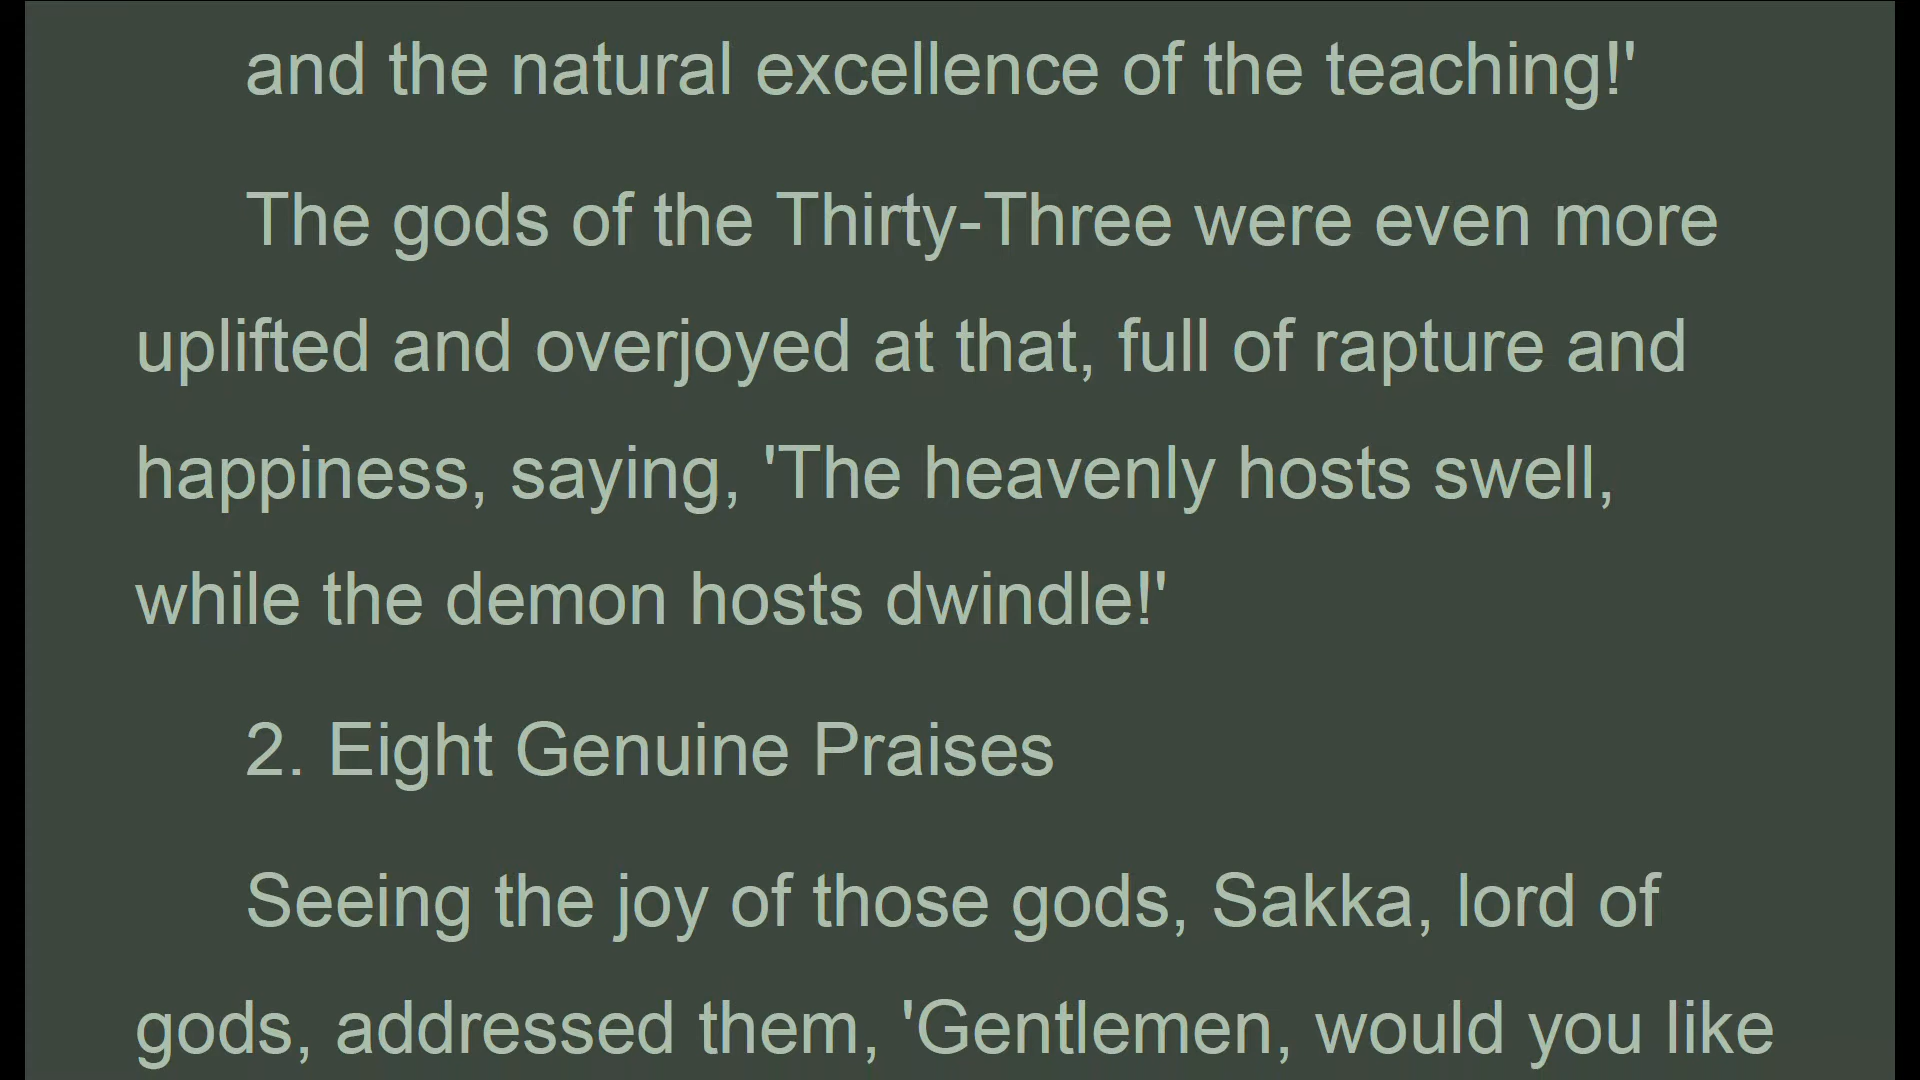 and the natural excellence of the teaching!'
The gods of the Thirty-Three were even more
uplifted and overjoyed at that, full of rapture and
happiness, saying, 'The heavenly hosts swell,
while the demon hosts dwindle!'
2. Eight Genuine Praises
Seeing the joy of those gods, Sakka, lord of
gods, addressed them, 'Gentlemen, would you like